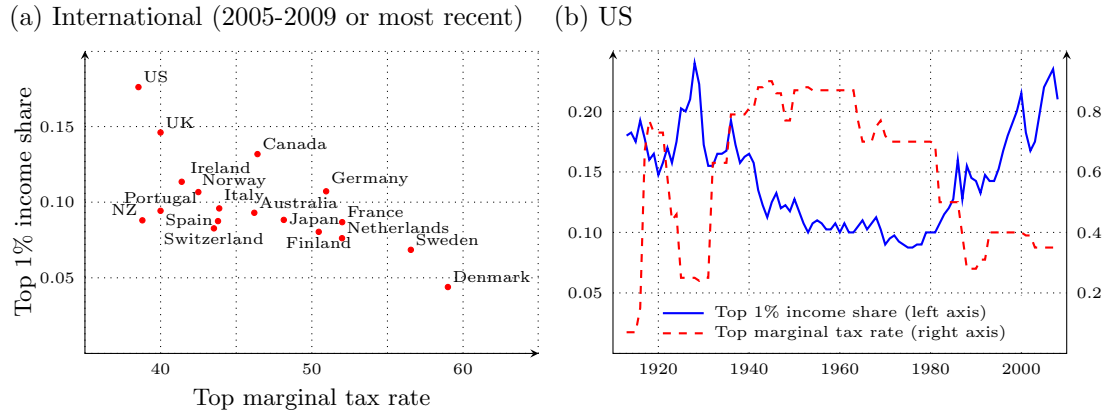 (a) International (2005-2009 or most recent)
Top 1% income share
0.15
0.10
0.05
US
UK
Canada
Ireland
Norway
Germany
Portugal
Italy
Australia
NZ
Spain
Japan
France
Switzerland
Finland
Netherlands
Sweden
Denmark
40
50
60
Top marginal tax rate
(b) US
0.20
0.15
0.10
0.05
0.8
0.6
0.4
0.2
Top 1% income share (left axis)
Top marginal tax rate (right axis)
1920
1940
1960
1980
2000